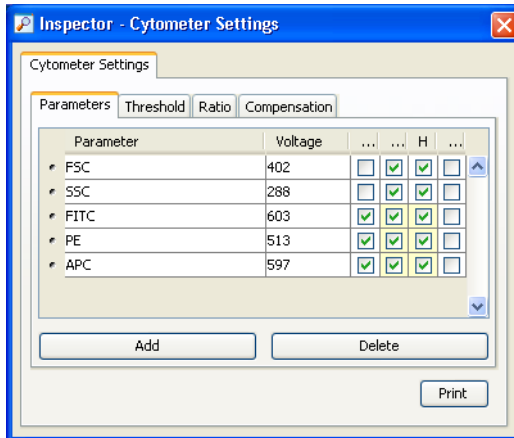 Inspector - Cytometer Settings
Cytometer Settings
Parameters Threshold Ratio Compensation
Parameter Voltage ... ... H ...
FSC 402
SSC 288
FITC 603
PE 513
APC 597
Add Delete
Print